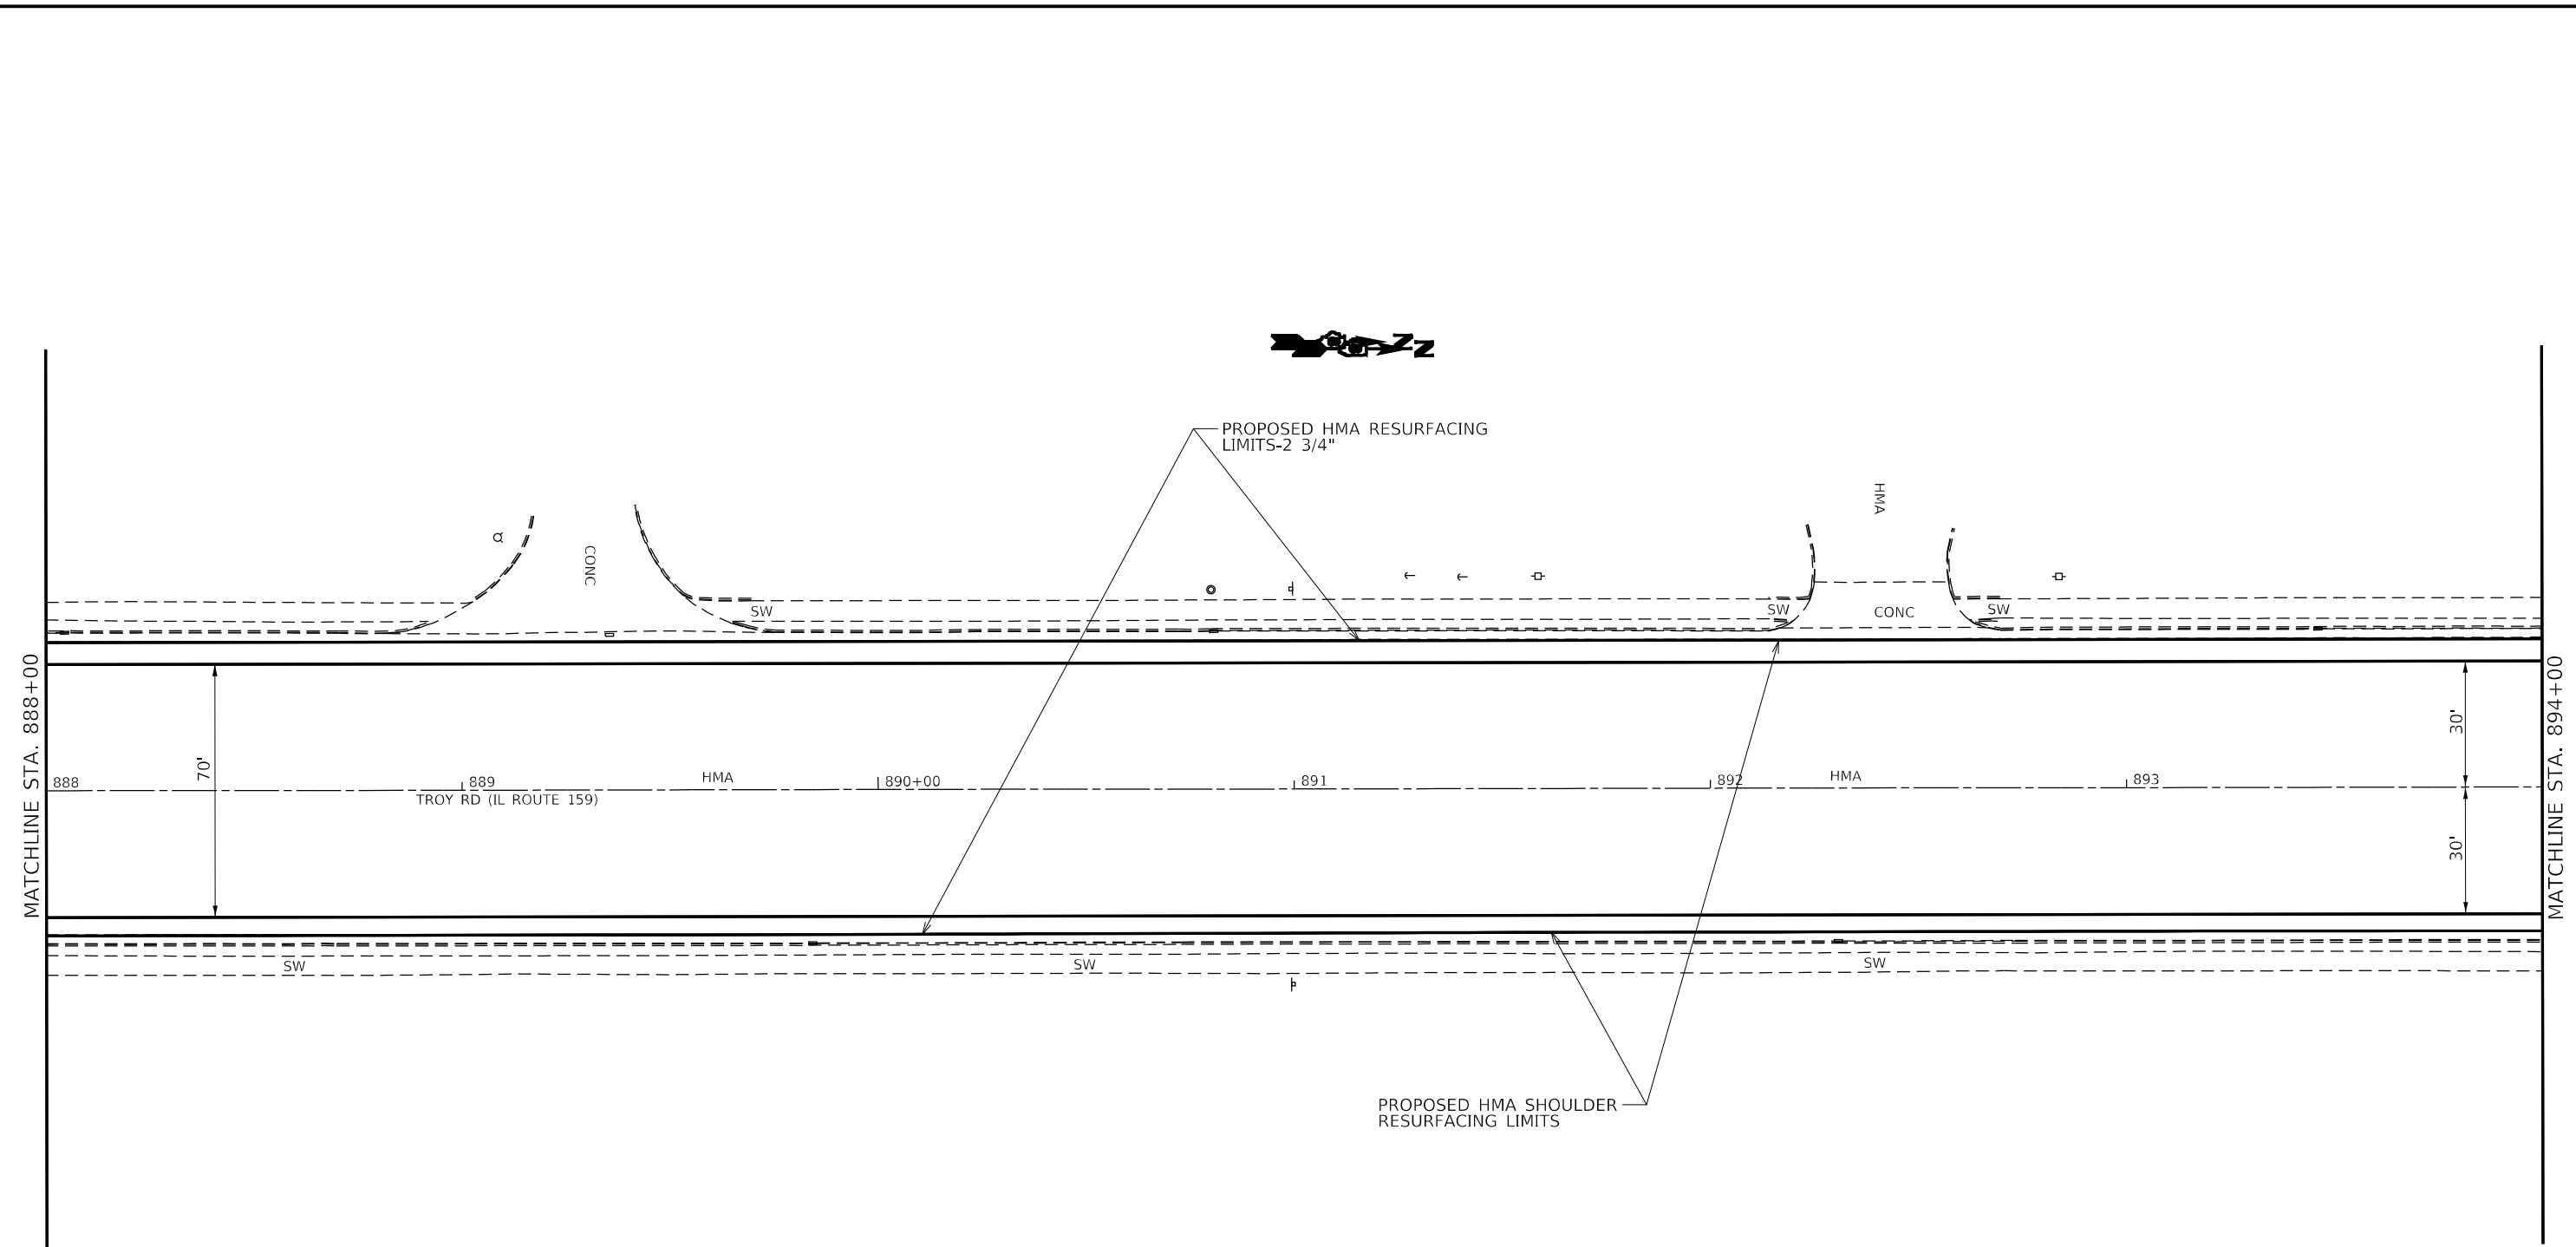 N N
PROPOSED HMA RESURFACING
LIMITS-2 3/4"
HMA
CONC
SW
SW
CONC
SW
MATCHLINE STA. 888+00
70'
30'
30'
MATCHLINE STA. 894+00
888
889
HMA
890+00
891
892
HMA
893
TROY RD (IL ROUTE 159)
SW
SW
SW
PROPOSED HMA SHOULDER
RESURFACING LIMITS